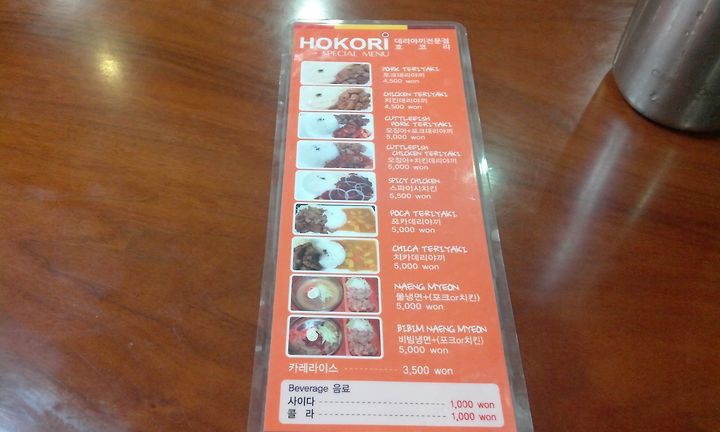 HOKORi 데리야끼전문점
SPECIAL MENU 호코리
PORK TERIYAKI
포크데리야끼
4,500 won
CHICKEN TERIYAKI
치킨데리야끼
4,500 won
CUTTLEFISH
PORK TERIYAKI
오징어+포크데리야끼
5,000 won
CUTTLEFISH
CHICKEN TERIYAKI
오징어+치킨데리야끼
5,000 won
SPICY CHICKEN
스파이시치킨
5,500 won
POCA TERIYAKI
포카데리야끼
5,000 won
CHICA TERIYAKI
치카데리야끼
5,000 won
NAENG MYEON
물냉면+(포크or치킨)
5,000 won
BIBIM NAENG MYEON
비빔냉면+(포크or치킨)
5,000 won
카레라이스 3,500 won
Beverage 음료
사이다 1,000 won
콜 라 1,000 won